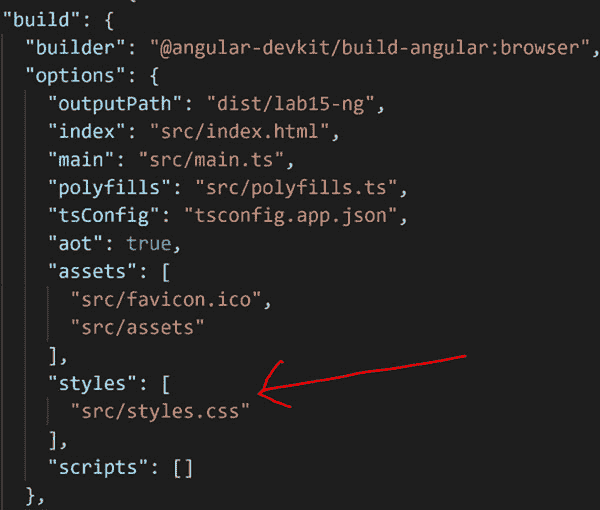 "build": {
"builder": "@angular-devkit/build-angular:browser",
"options": {
"outputPath": "dist/lab15-ng",
"index": "src/index.html",
"main": "src/main.ts",
"polyfills": "src/polyfills.ts",
"tsConfig": "tsconfig.app.json",
"aot": true,
"assets": [
"src/favicon.ico",
"src/assets"
],
"styles": [
"src/styles.css"
],
"scripts": []
},